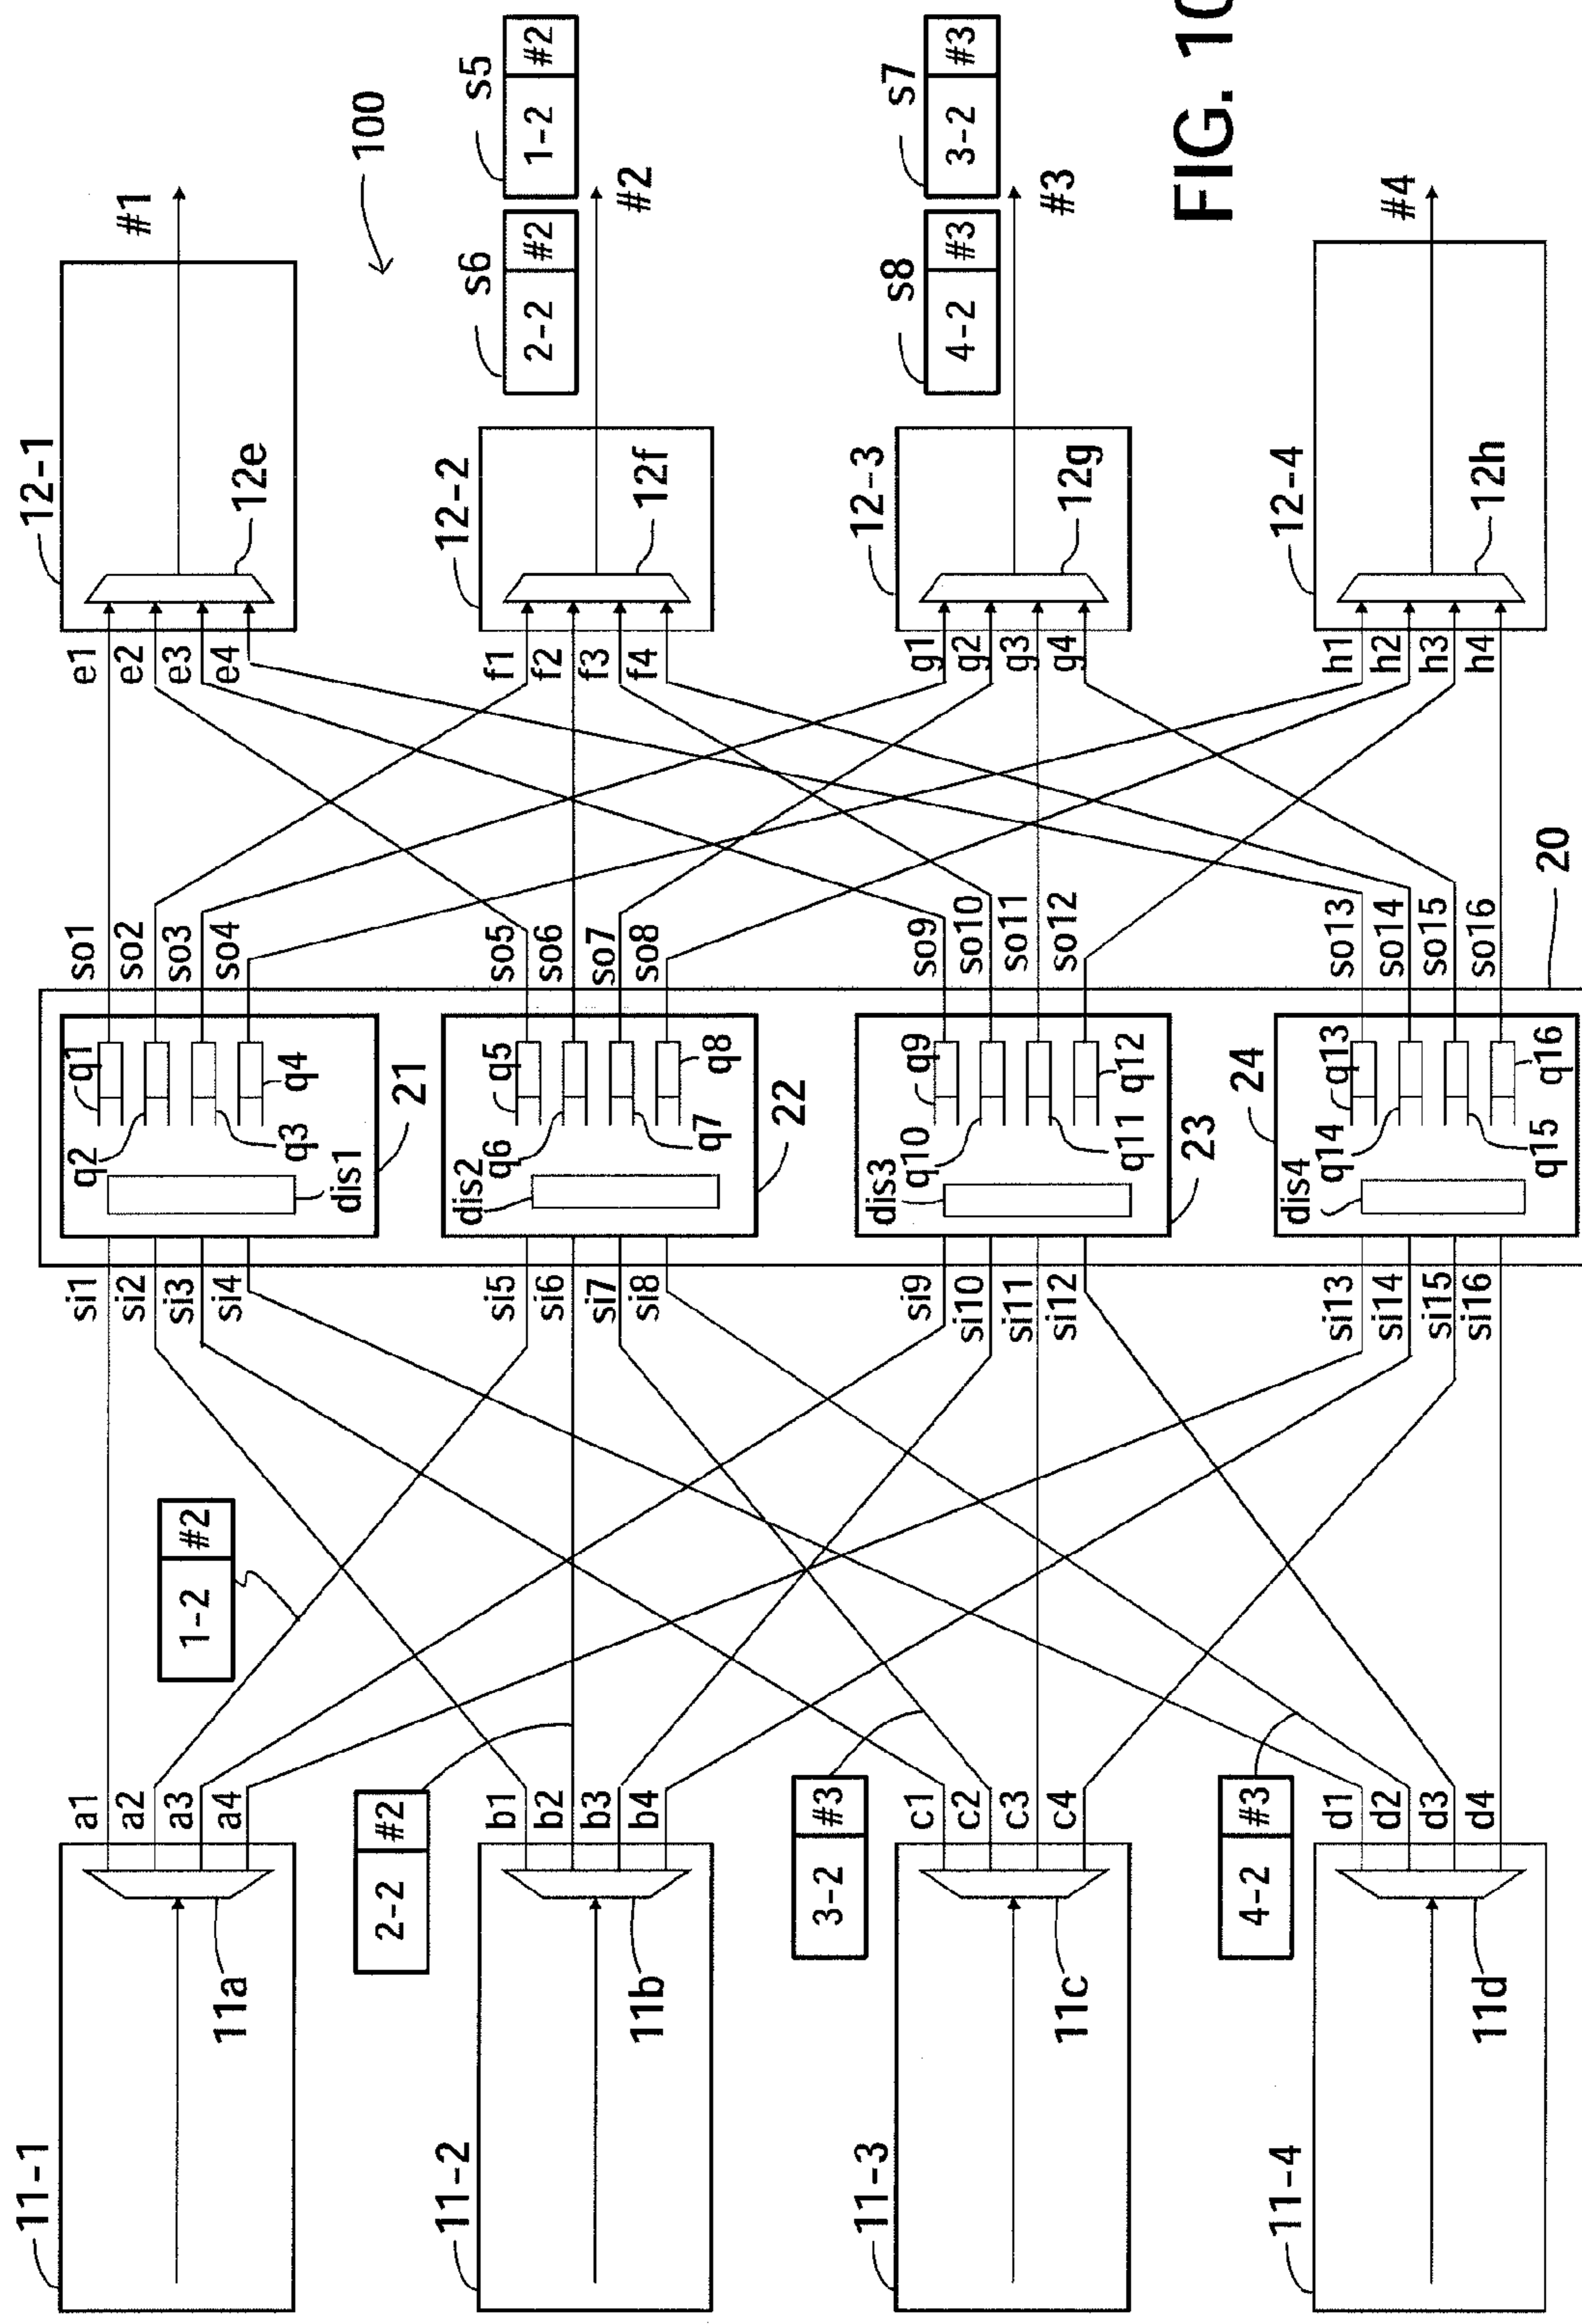 11-1
11a
a1
a2
a3
a4
1-2 #2
11-2
11b
2-2 #2
b1
b2
b3
b4
11-3
11c
3-2 #3
c1
c2
c3
c4
11-4
11d
4-2 #3
d1
d2
d3
d4
si1
si2
si3
si4
dis1
q1
q2
q3
q4
21
so1
so2
so3
so4
si5
si6
si7
si8
dis2
q5
q6
q7
q8
22
so5
so6
so7
so8
si9
si10
si11
si12
dis3
q9
q10
q11
q12
23
so9
so10
so11
so12
si13
si14
si15
si16
dis4
q13
q14
q15
q16
24
so13
so14
so15
so16
20
e1
e2
e3
e4
12-1
12e
#1
100
f1
f2
f3
f4
12-2
12f
#2
s6
2-2 #2
s5
1-2 #2
g1
g2
g3
g4
12-3
12g
#3
s8
4-2 #3
s7
3-2 #3
h1
h2
h3
h4
12-4
12h
#4
FIG. 10